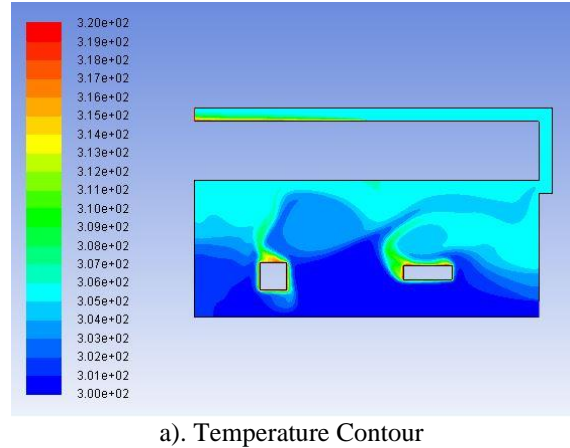 3.20e+02
3.19e+02
3.18e+02
3.17e+02
3.16e+02
3.15e+02
3.14e+02
3.13e+02
3.12e+02
3.11e+02
3.10e+02
3.09e+02
3.08e+02
3.07e+02
3.06e+02
3.05e+02
3.04e+02
3.03e+02
3.02e+02
3.01e+02
3.00e+02
a). Temperature Contour